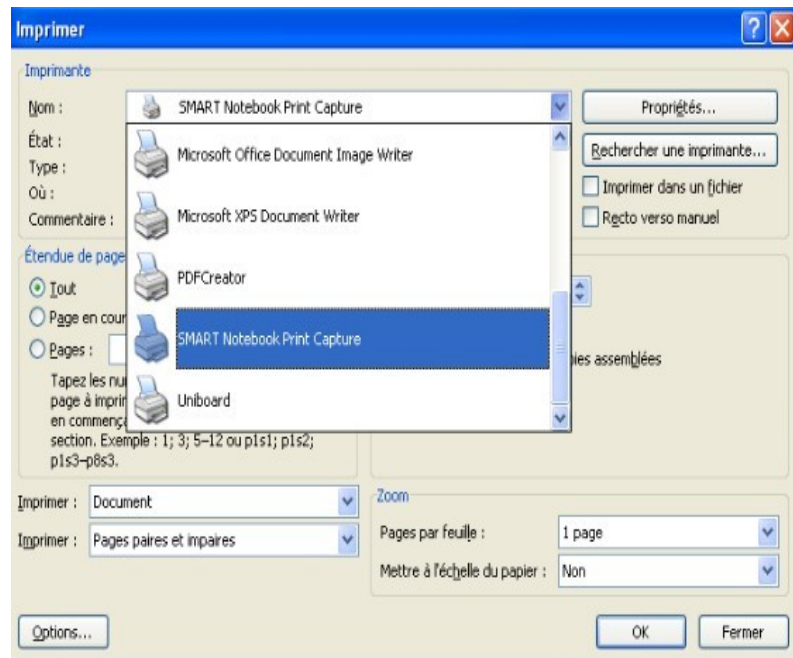 Imprimer
Imprimante
Nom :
SMART Notebook Print Capture
Propriétés...
État :
Type :
Où :
Commentaire :
Microsoft Office Document Image Writer
Microsoft XPS Document Writer
PDFCreator
SMART Notebook Print Capture
Uniboard
Rechercher une imprimante...
Imprimer dans un fichier
Recto verso manuel
Étendue de page
Tout
Page en cour
Pages :
Tapez les nu
page à imprir
en commenç
section. Exemple : 1; 3; 5–12 ou p1s1; p1s2;
p1s3–p8s3.
ies assemblées
Imprimer : Document
Imprimer : Pages paires et impaires
Zoom
Pages par feuille : 1 page
Mettre à l'échelle du papier : Non
Options...
OK
Fermer